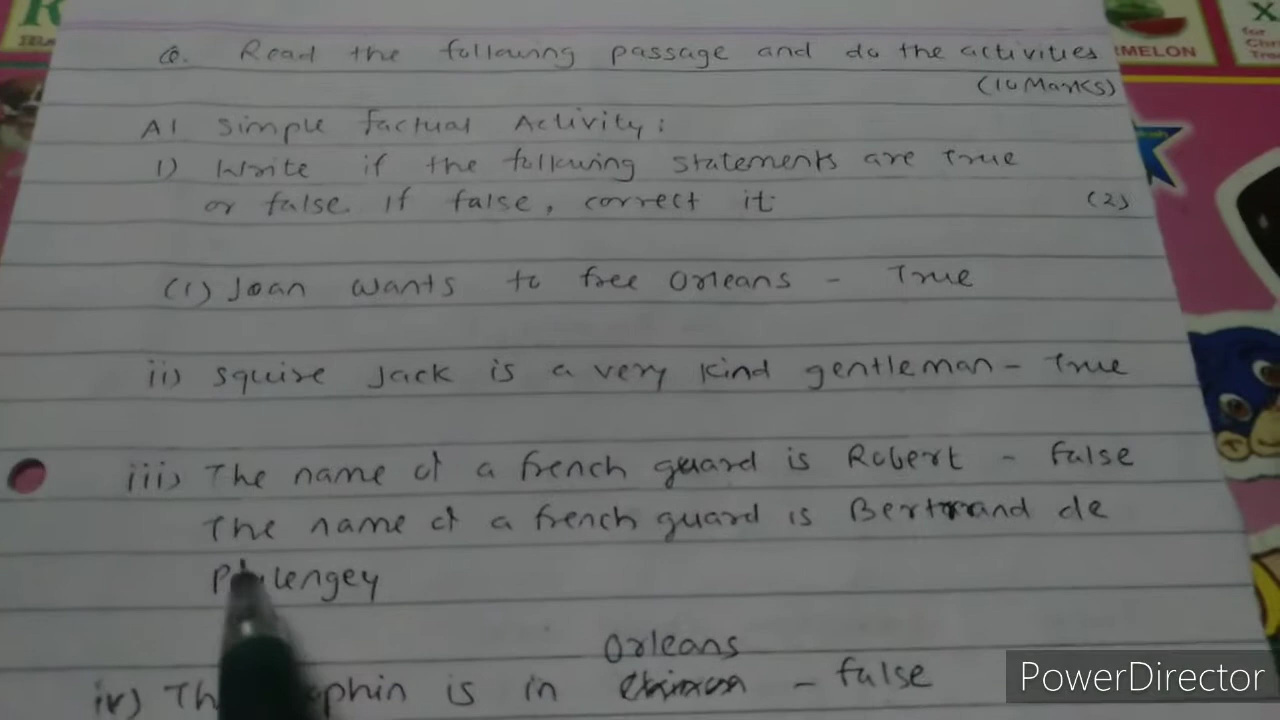 Q. Read the following passage and do the activities
(10 Marks)
A1 Simple factual Activity:
1) Write if the following statements are True
or false. If false, correct it. (2)
(i) Joan wants to free Orleans - True
ii) Squire Jack is a very kind gentleman - True
iii) The name of a french guard is Robert - False
The name of a french guard is Bertrand de
Orleans
iv) is in - false
MELON
PowerDirector